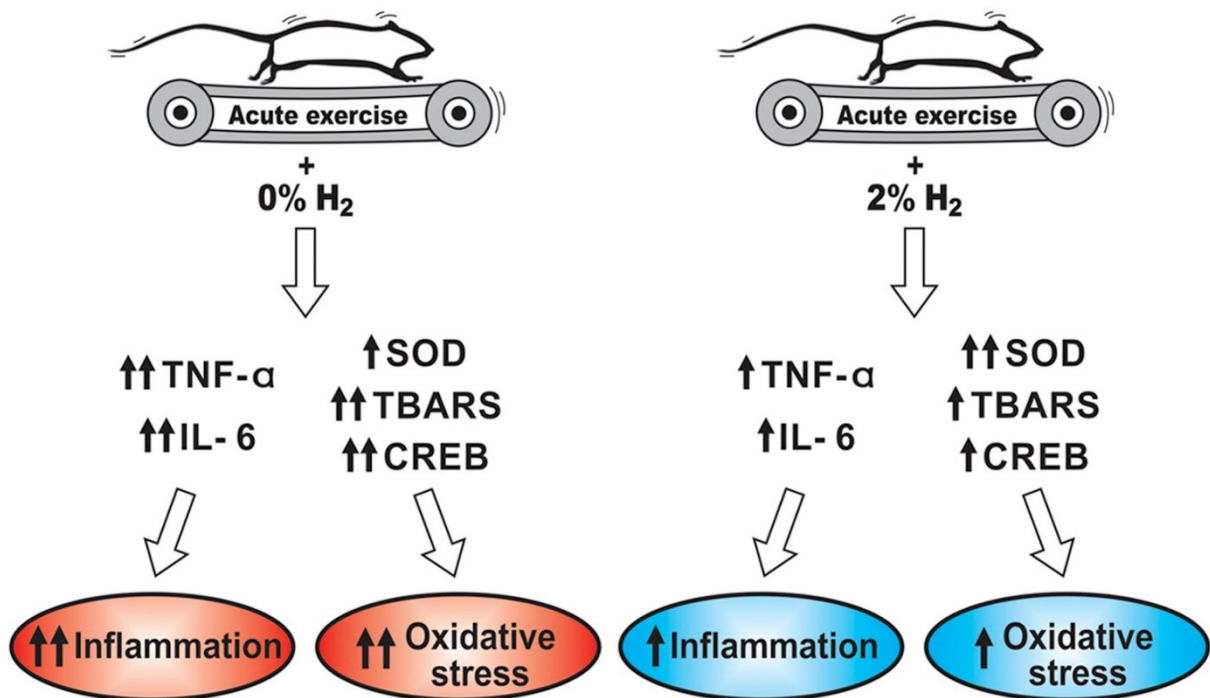 Acute exercise
+
0% H₂
↑↑TNF-α
↑↑IL- 6
↑SOD
↑↑TBARS
↑↑CREB
↑↑Inflammation
↑↑ Oxidative
stress
Acute exercise
+
2% H₂
↑TNF-α
↑IL- 6
↑↑SOD
↑TBARS
↑CREB
↑Inflammation
↑ Oxidative
stress